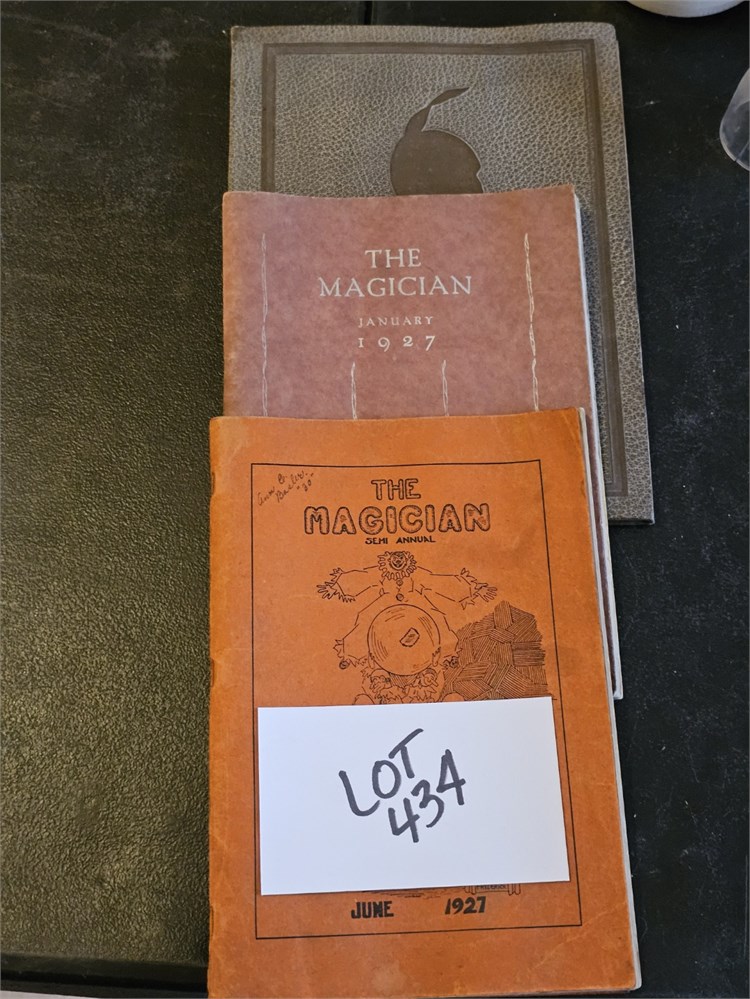 THE
MAGICIAN
JANUARY
1927
THE
MAGICIAN
SEMI ANNUAL
LOT
434
JUNE 1927